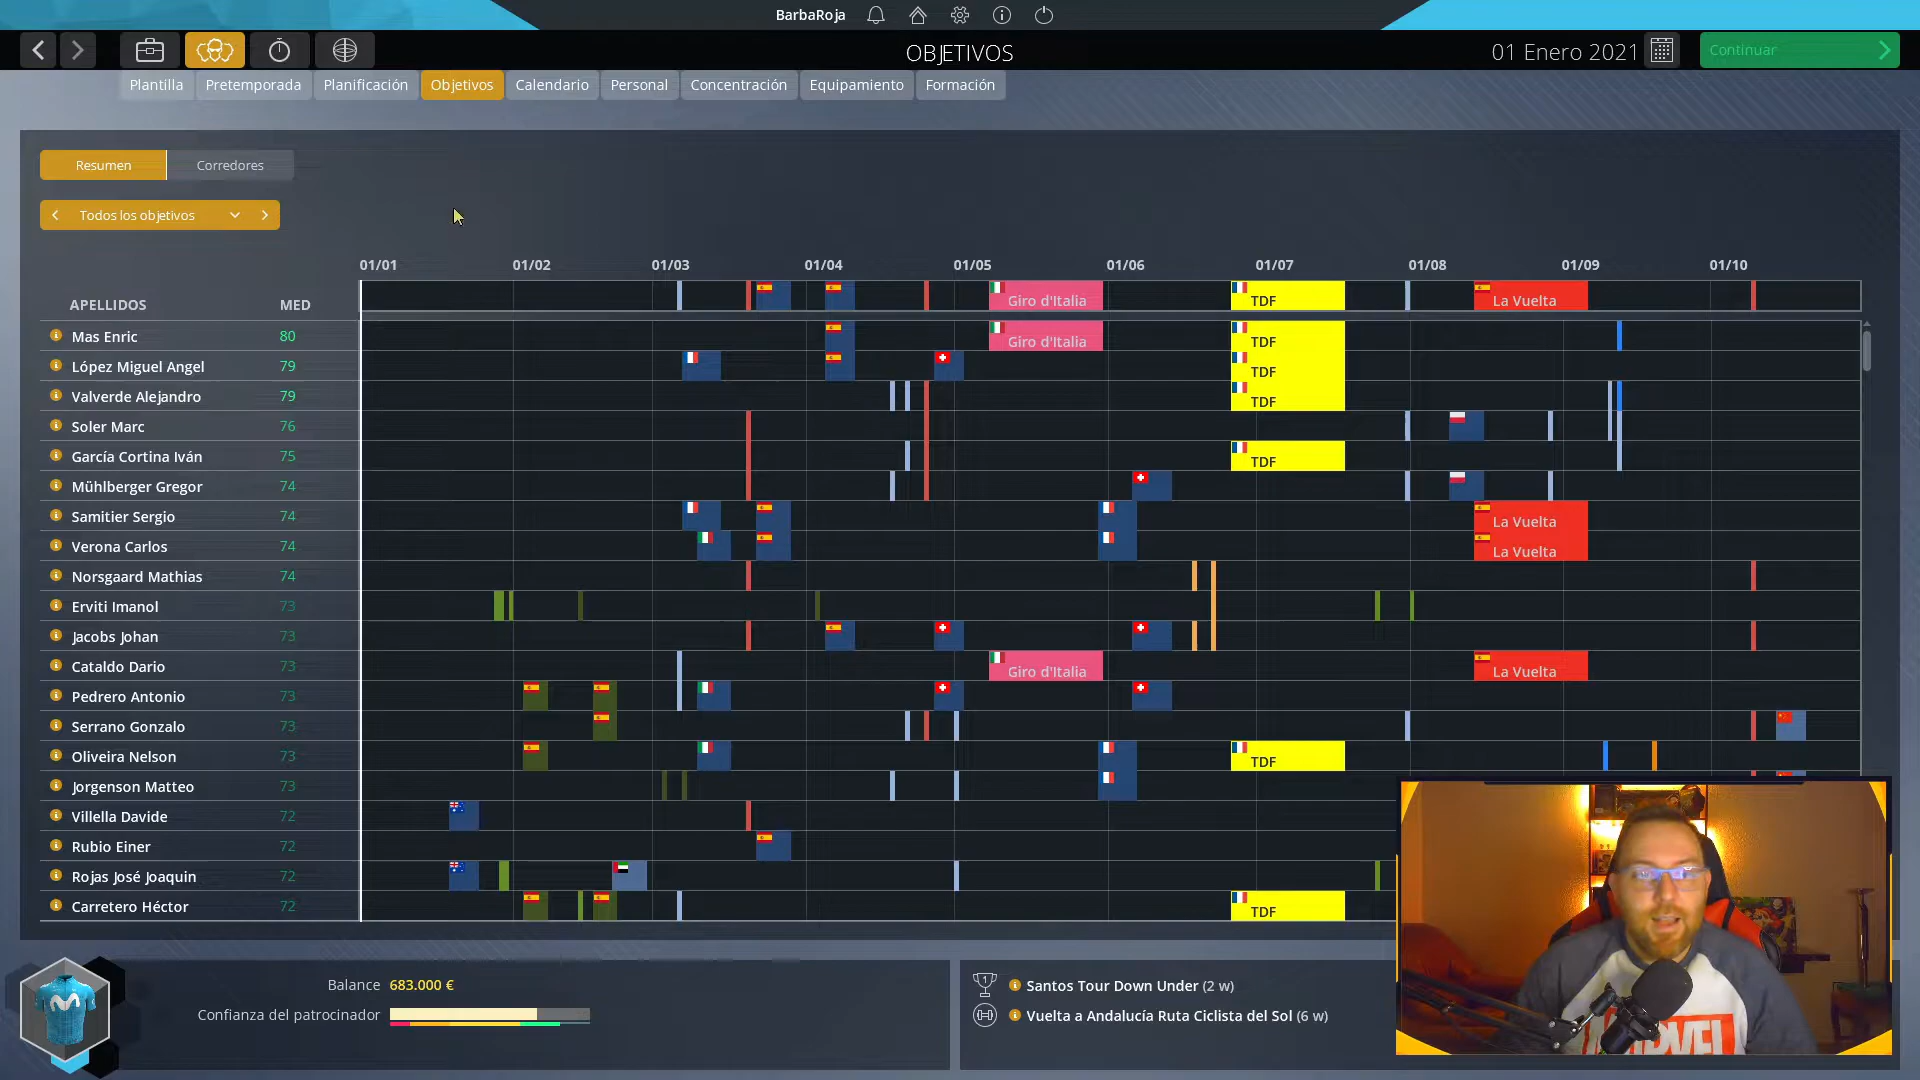 BarbaRoja
OBJETIVOS
01 Enero 2021
Continuar
Plantilla Pretemporada Planificación Objetivos Calendario Personal Concentración Equipamiento Formación
Resumen Corredores
Todos los objetivos
01/01 01/02 01/03 01/04 01/05 01/06 01/07 01/08 01/09 01/10
APELLIDOS MED
Giro d'Italia TDF La Vuelta
Mas Enric 80 Giro d'Italia TDF
López Miguel Angel 79 TDF
Valverde Alejandro 79 TDF
Soler Marc 76
García Cortina Iván 75 TDF
Mühlberger Gregor 74
Samitier Sergio 74 La Vuelta
Verona Carlos 74 La Vuelta
Norsgaard Mathias 74
Erviti Imanol 73
Jacobs Johan 73
Cataldo Dario 73 Giro d'Italia La Vuelta
Pedrero Antonio 73
Serrano Gonzalo 73
Oliveira Nelson 73 TDF
Jorgenson Matteo 73
Villella Davide 72
Rubio Einer 72
Rojas José Joaquin 72
Carretero Héctor 72 TDF
Balance 683.000 €
Confianza del patrocinador
Santos Tour Down Under (2 w)
Vuelta a Andalucía Ruta Ciclista del Sol (6 w)
MARVEL